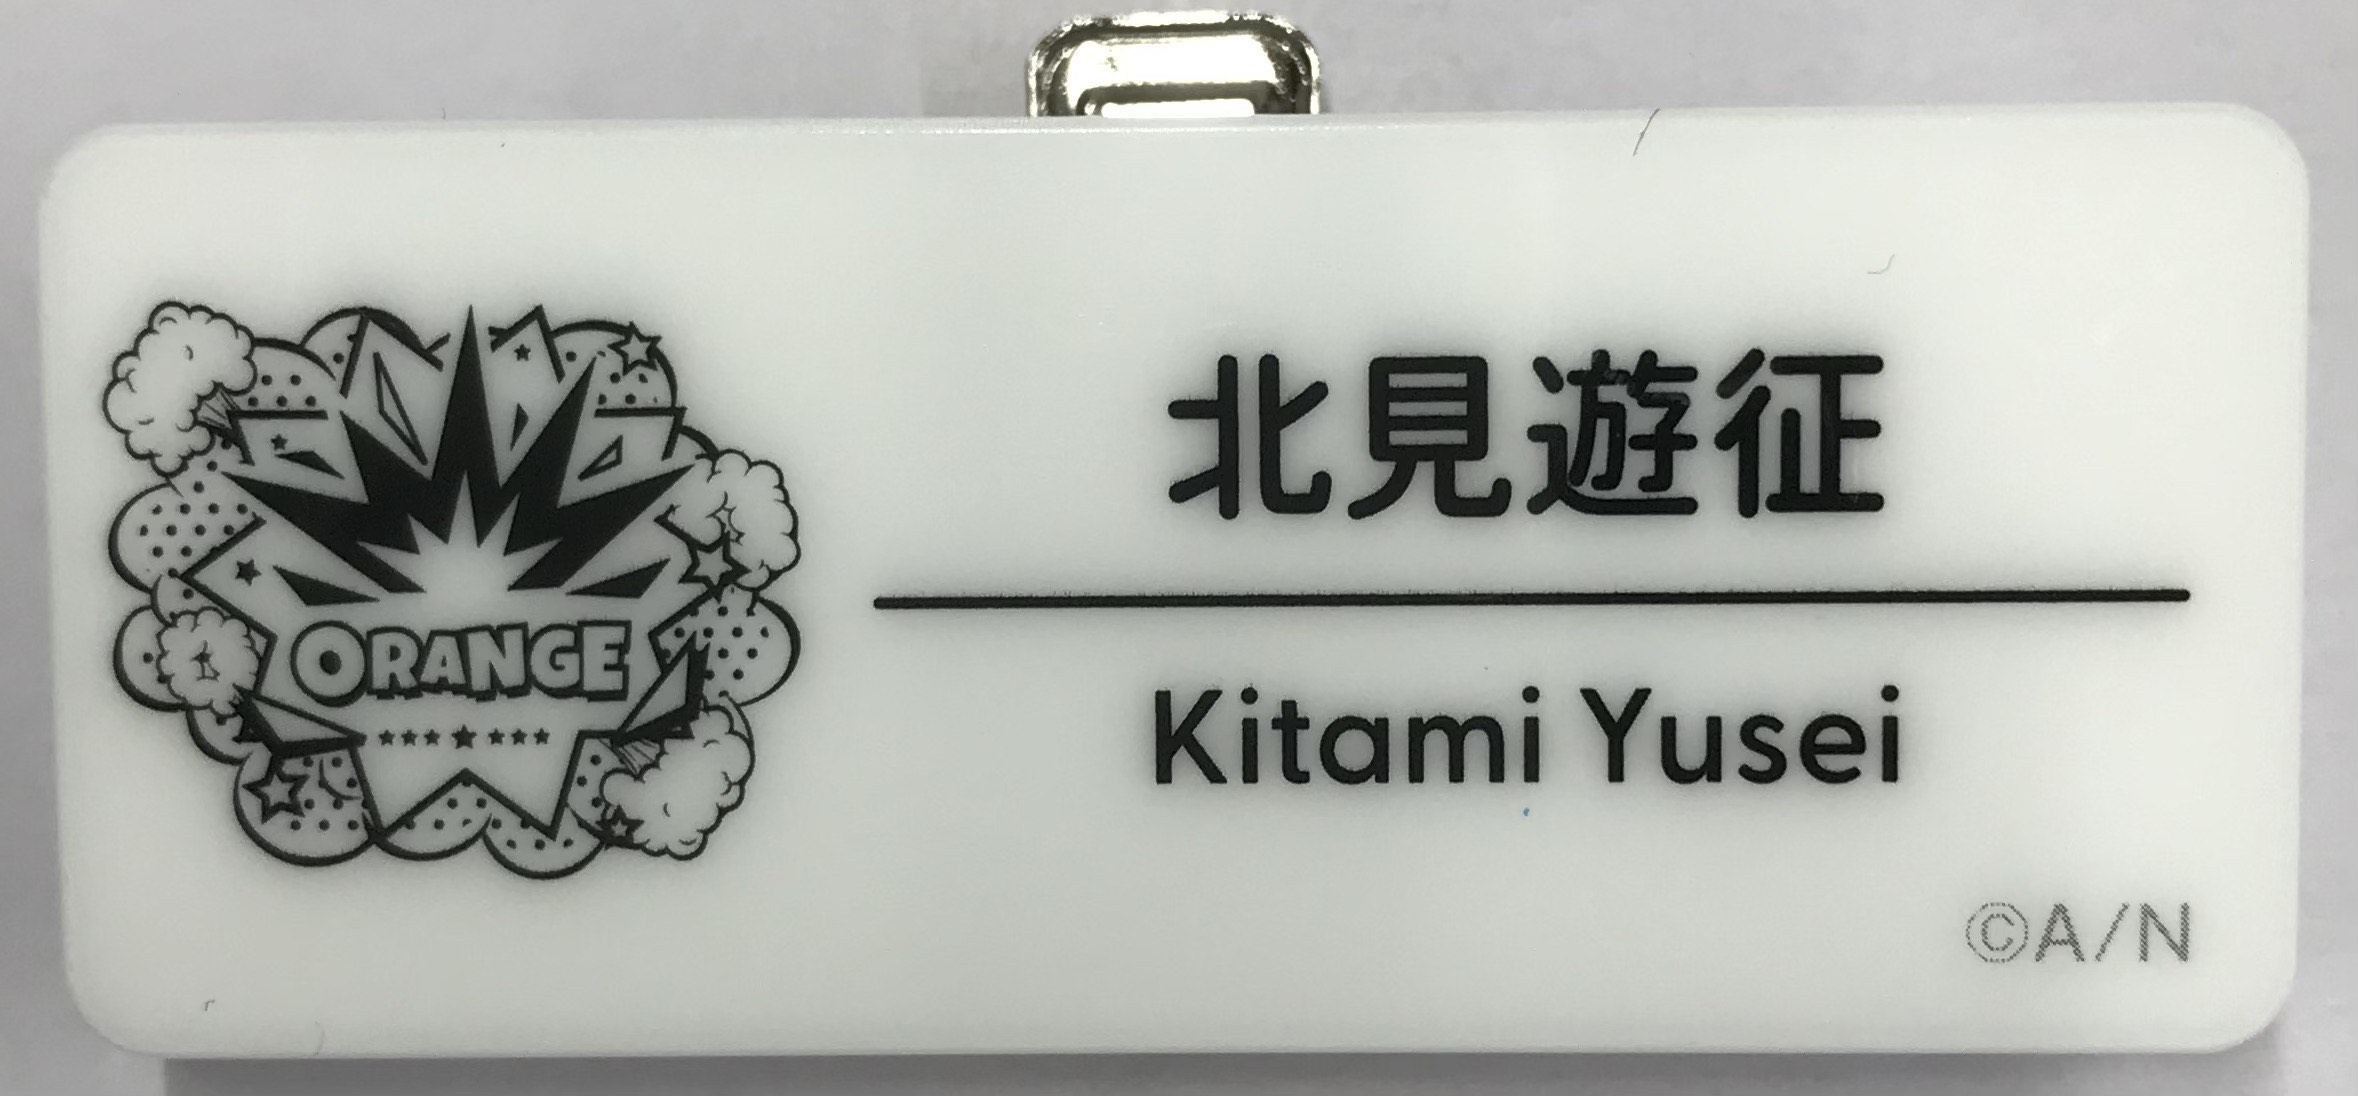 ORANGE
北見遊征
Kitami Yusei
©A/N